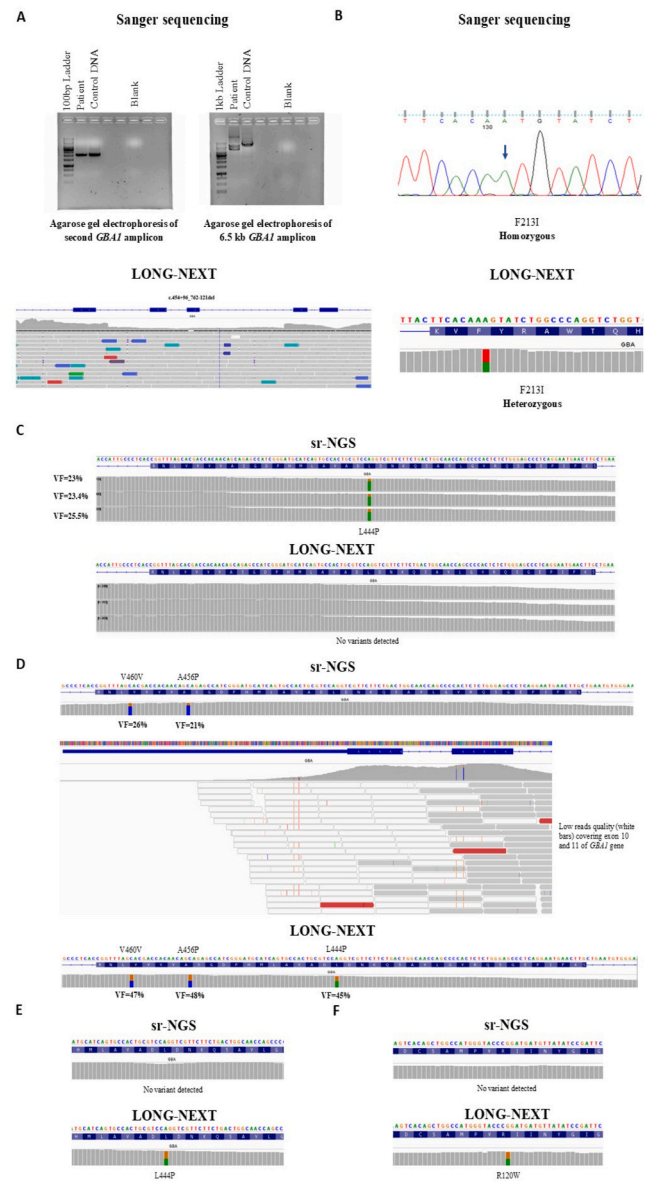 A
Sanger sequencing
100bp Ladder
Patient
Control DNA
Blank
1kb Ladder
Patient
Control DNA
Blank
Agarose gel electrophoresis of
second GBA1 amplicon
Agarose gel electrophoresis of
6.5 kb GBA1 amplicon
LONG-NEXT
c.454+56_762-121del
B
Sanger sequencing
T T C A C A A T G T A T C T
130
F213I
Homozygous
LONG-NEXT
TTACTTCACAAAGTATCTGGCCCAGGTCTGGT
K V F Y R A W T Q H
GBA
F213I
Heterozygous
C
sr-NGS
VF=23%
VF=23.4%
VF=25.5%
L444P
LONG-NEXT
No variants detected
D
sr-NGS
V460V
A456P
VF=26%
VF=21%
GBA
Low reads quality (white
bars) covering exon 10
and 11 of GBA1 gene
LONG-NEXT
V460V
A456P
L444P
VF=47%
VF=48%
VF=45%
E
sr-NGS
GBA
No variant detected
LONG-NEXT
GBA
L444P
F
sr-NGS
No variant detected
LONG-NEXT
R120W